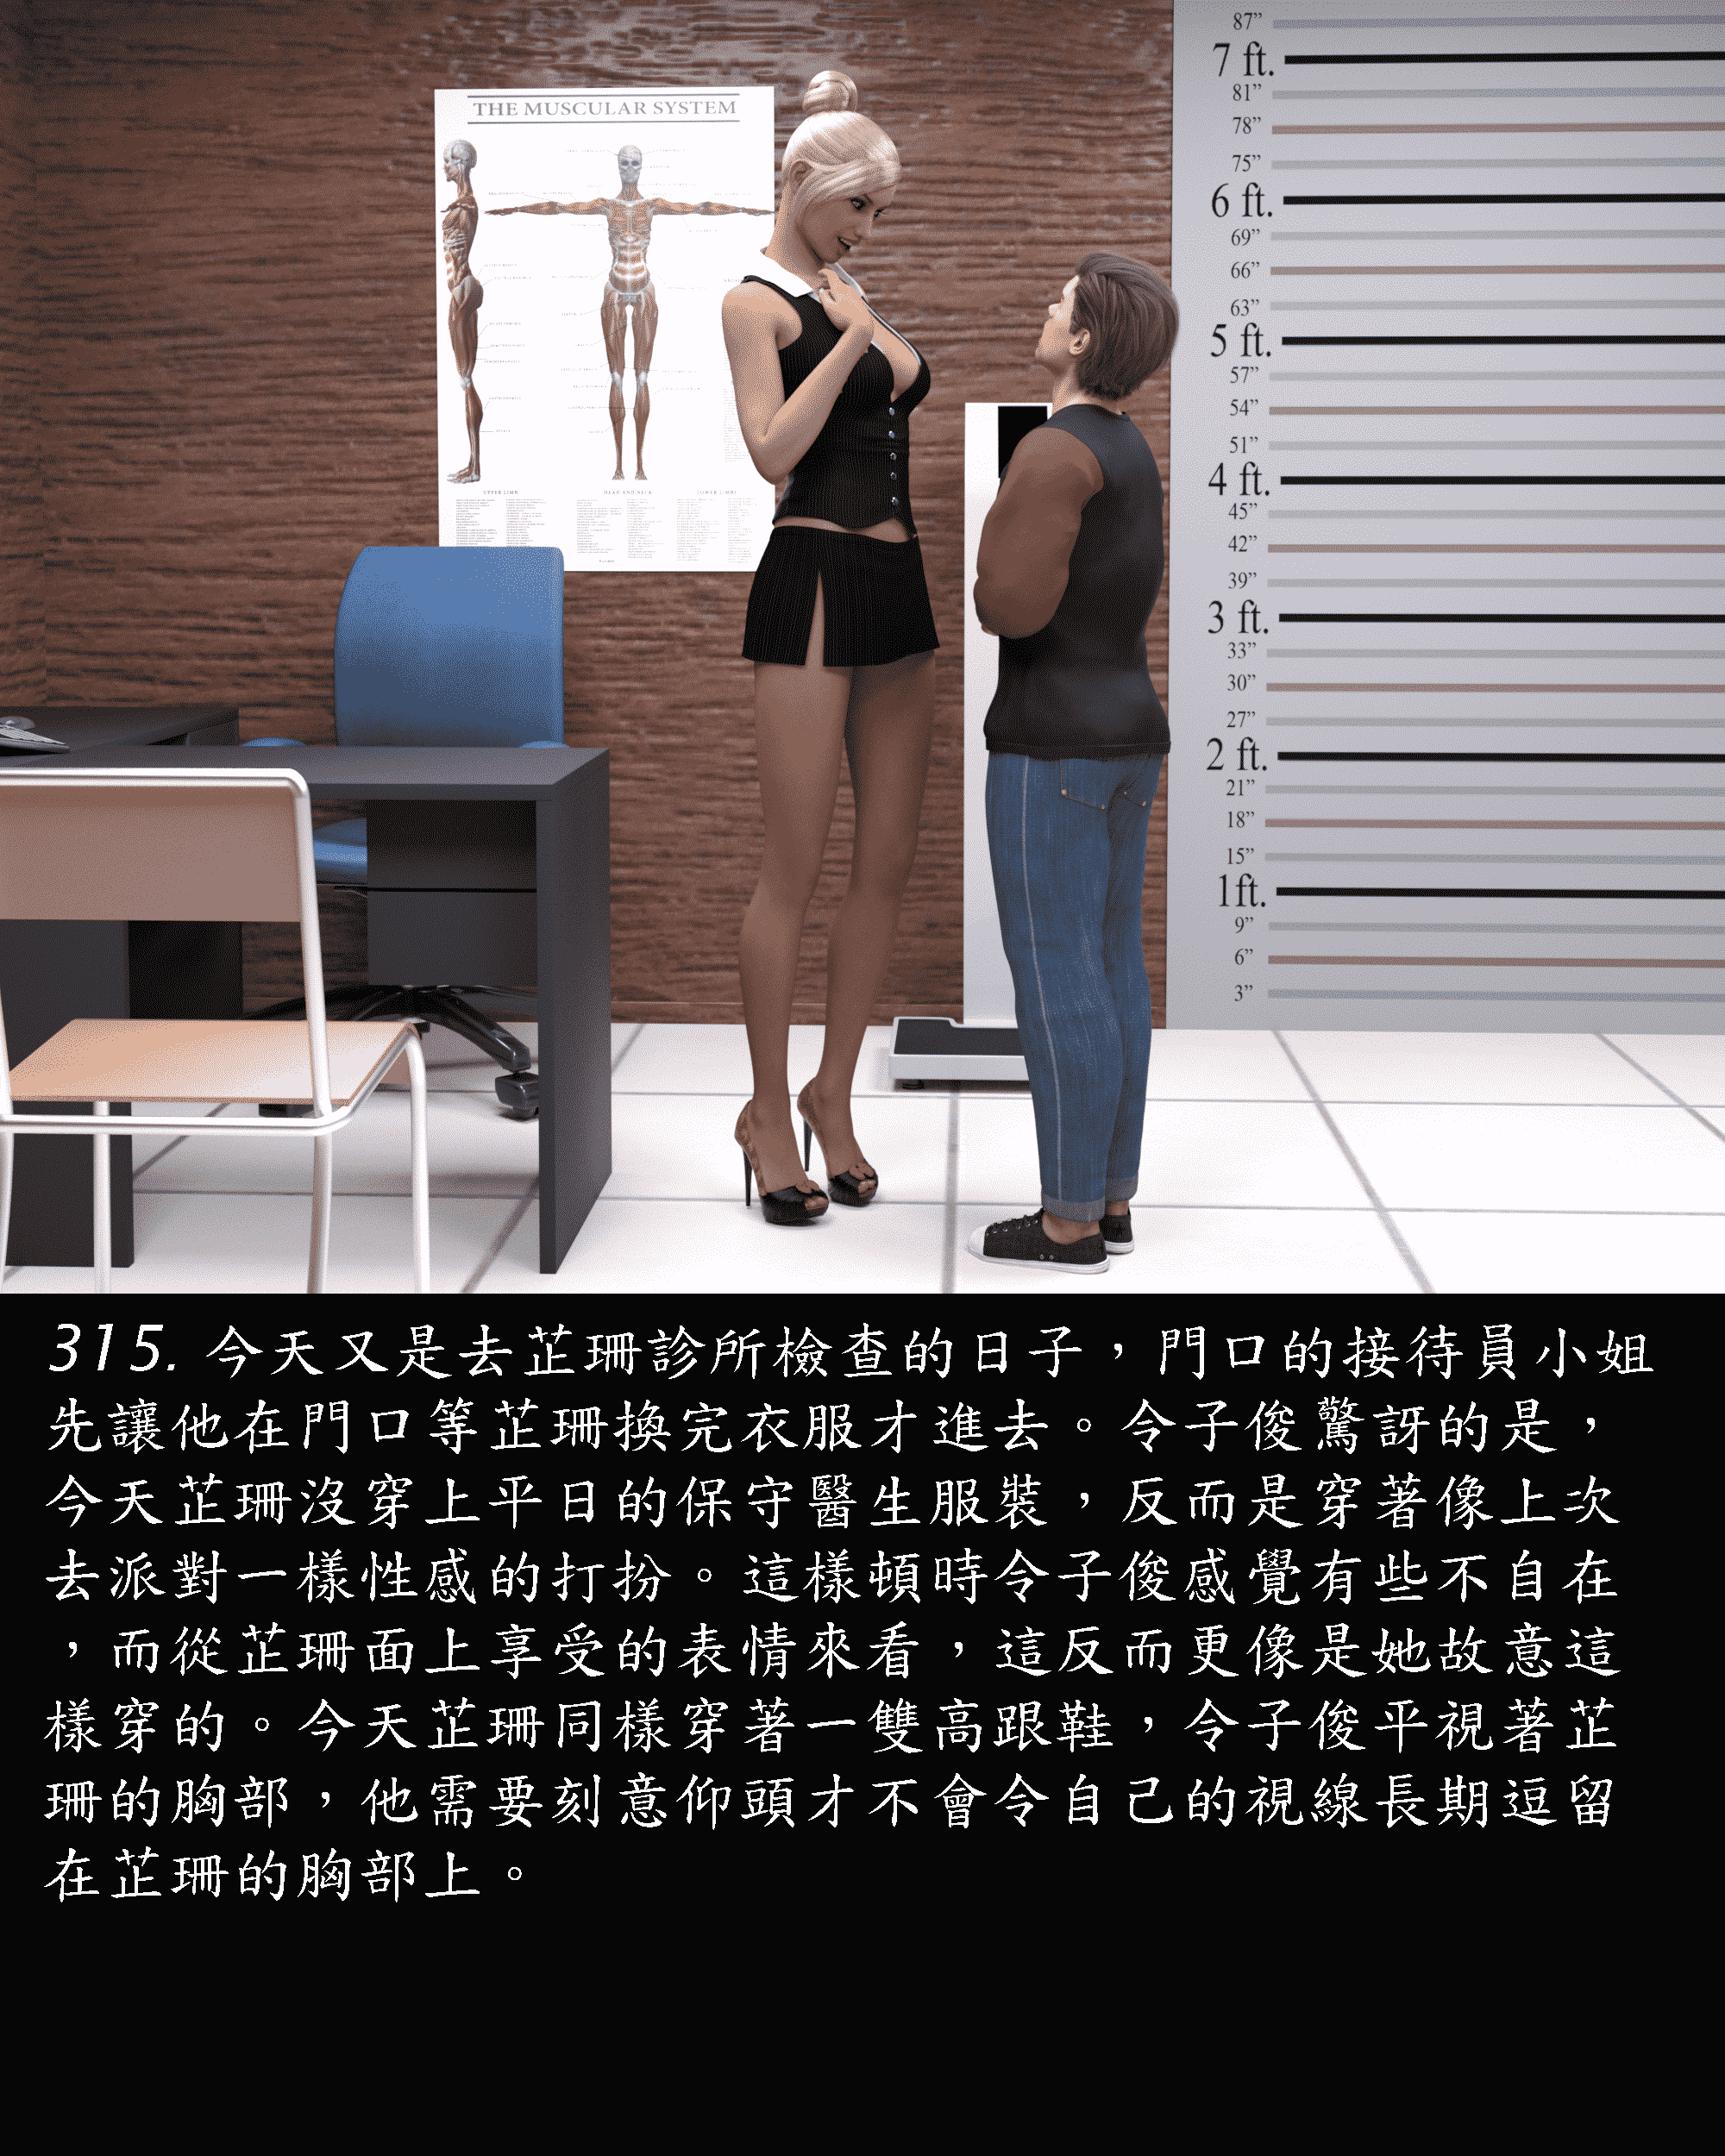 THE MUSCULAR SYSTEM
UPPER LIMB
HEAD AND NECK
LOWER LIMB
87”
7 ft.
81”
78”
75”
6 ft.
69”
66”
63”
5 ft.
57”
54”
51”
4 ft.
45”
42”
39”
3 ft.
33”
30”
27”
2 ft.
21”
18”
15”
1ft.
9”
6”
3”
315. 今天又是去芷珊診所檢查的日子，門口的接待員小姐
先讓他在門口等芷珊換完衣服才進去。令子俊驚訝的是，
今天芷珊沒穿上平日的保守醫生服裝，反而是穿著像上次
去派對一樣性感的打扮。這樣頓時令子俊感覺有些不自在
，而從芷珊面上享受的表情來看，這反而更像是她故意這
樣穿的。今天芷珊同樣穿著一雙高跟鞋，令子俊平視著芷
珊的胸部，他需要刻意仰頭才不會令自己的視線長期逗留
在芷珊的胸部上。